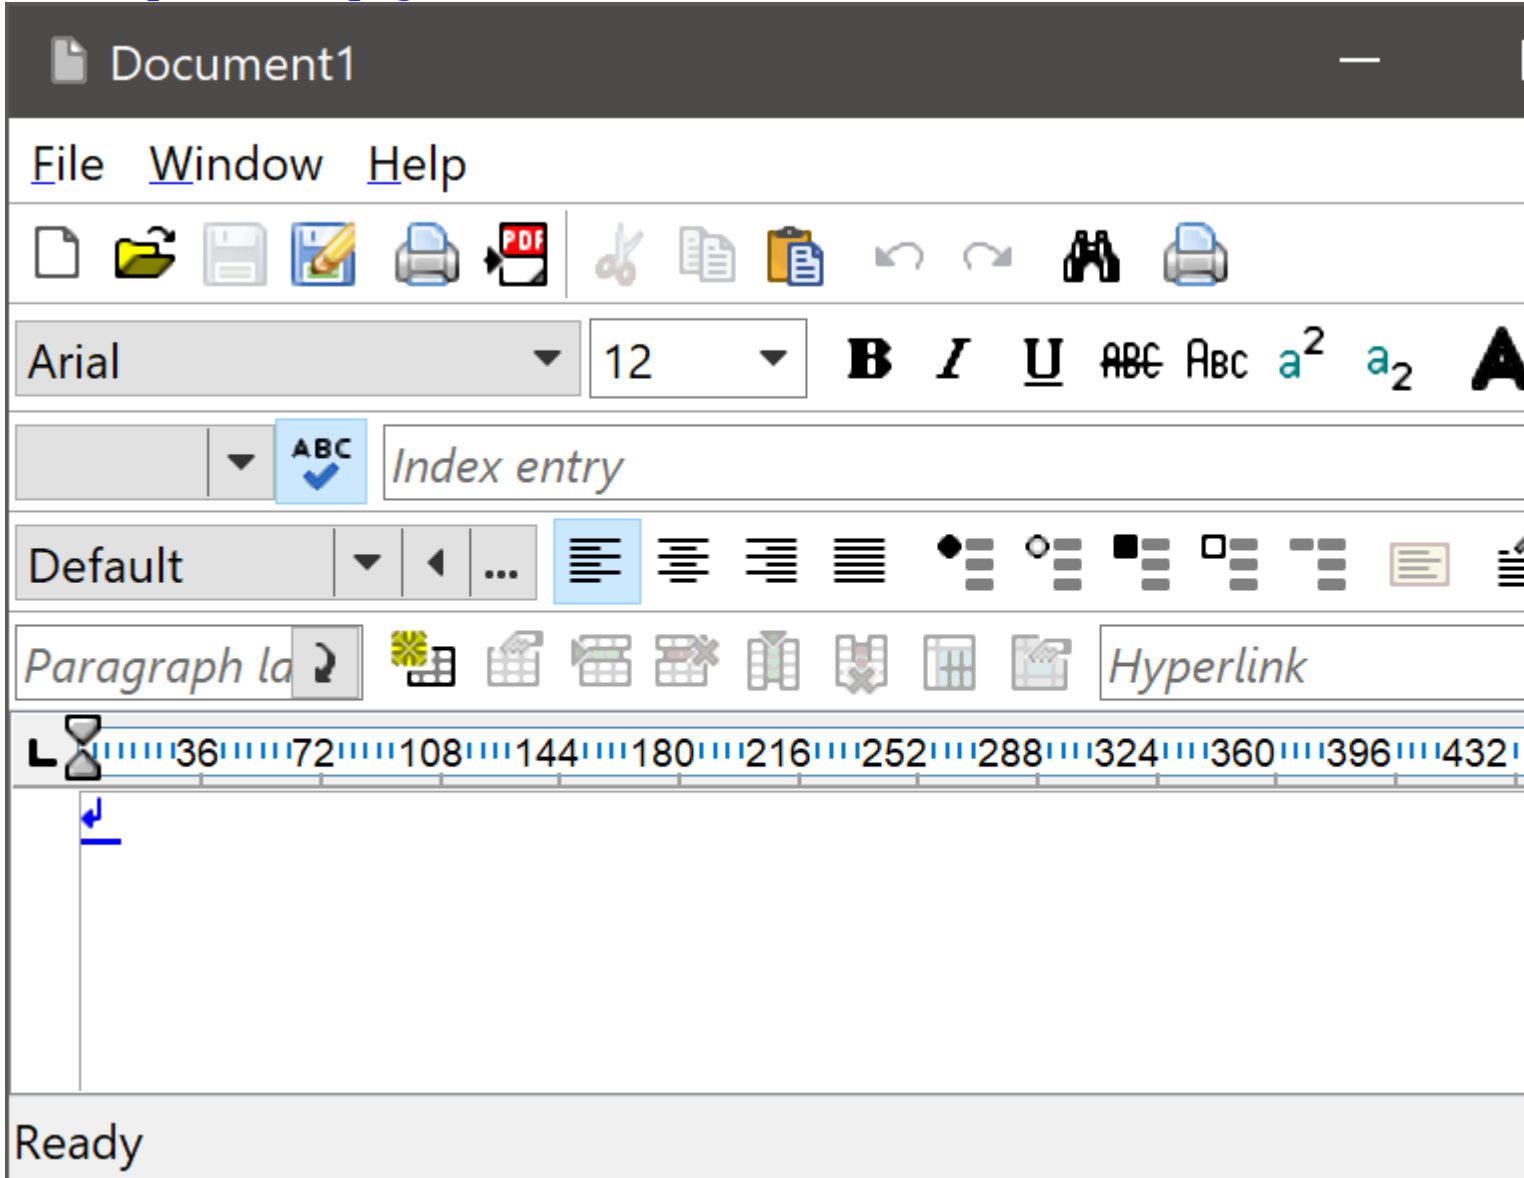 Document1
File Window Help
PDF
Arial 12 B I U ABC ABC a2 a2 A
ABC Index entry
Default ...
Paragraph la Hyperlink
L 36 72 108 144 180 216 252 288 324 360 396 432
Ready